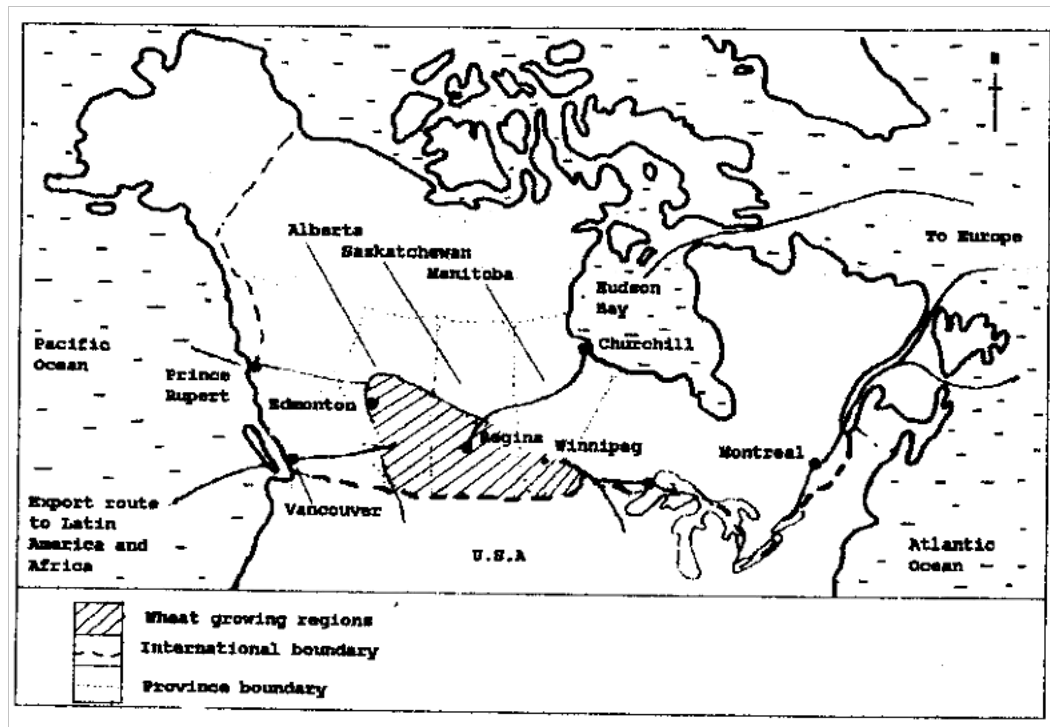 N
Alberta
Saskatchewan
Manitoba
To Europe
Hudson
Bay
Pacific
Ocean
Churchill
Prince
Rupert
Edmonton
Regina
Winnipag
Montreal
Export route
to Latin
America and
Africa
Vancouver
U.S.A
Atlantic
Ocean
Wheat growing regions
International boundary
Province boundary